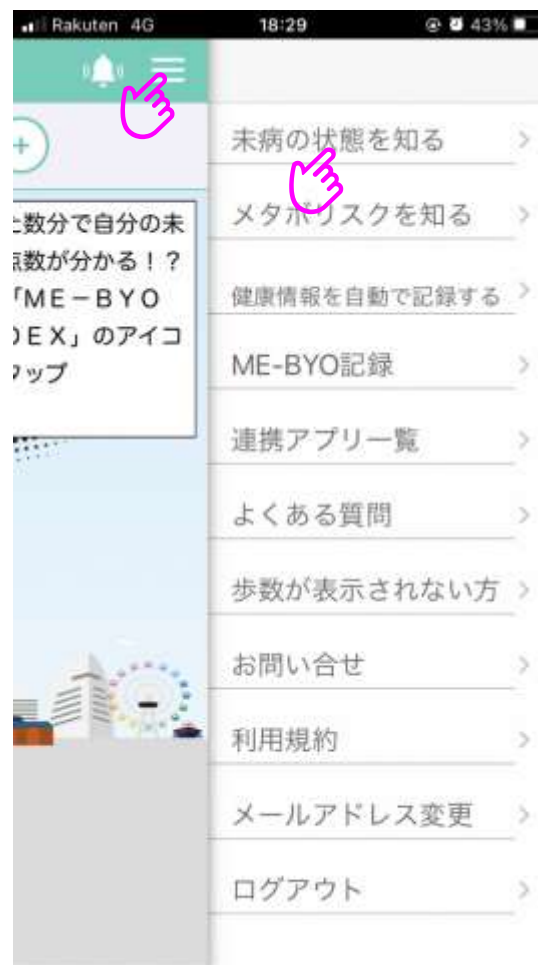 Rakuten 4G 18:29 43%
未病の状態を知る
メタボリスクを知る
健康情報を自動で記録する
ME-BYO記録
連携アプリ一覧
よくある質問
歩数が表示されない方
お問い合せ
利用規約
メールアドレス変更
ログアウト
数分で自分の未
点数が分かる！？
「ＭＥ－ＢＹＯ
ＤＥＸ」のアイコ
タップ